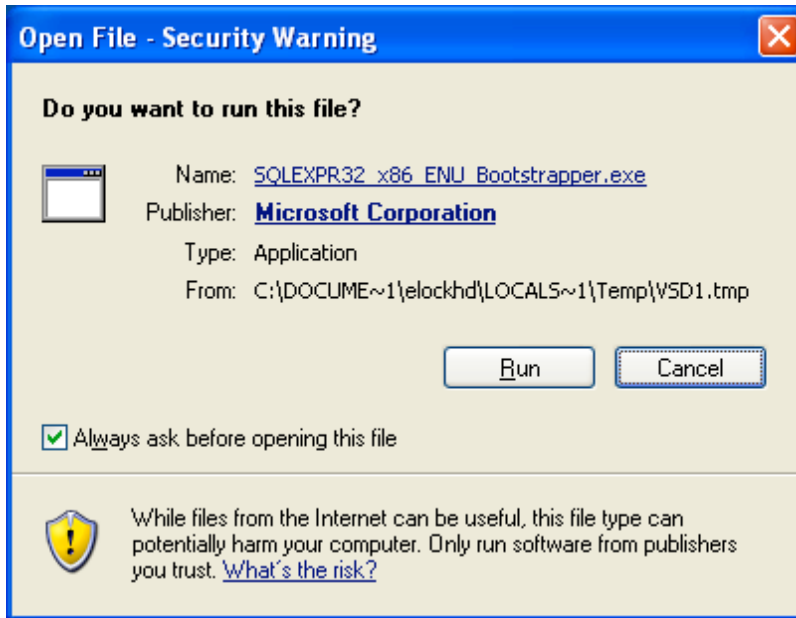 Open File - Security Warning
Do you want to run this file?
Name: SQLEXPR32_x86_ENU_Bootstrapper.exe
Publisher: Microsoft Corporation
Type: Application
From: C:\DOCUME~1\elockhd\LOCALS~1\Temp\VSD1.tmp
Run Cancel
Always ask before opening this file
While files from the Internet can be useful, this file type can
potentially harm your computer. Only run software from publishers
you trust. What's the risk?